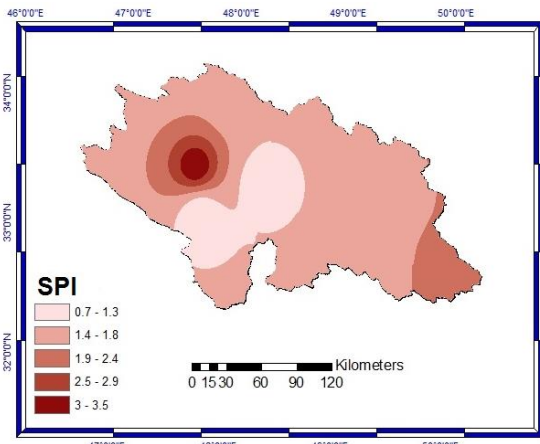 46°0'0"E 47°0'0"E 48°0'0"E 49°0'0"E 50°0'0"E
34°0'0"N
33°0'0"N
32°0'0"N
SPI
0.7 - 1.3
1.4 - 1.8
1.9 - 2.4
2.5 - 2.9
3 - 3.5
Kilometers
0 15 30 60 90 120